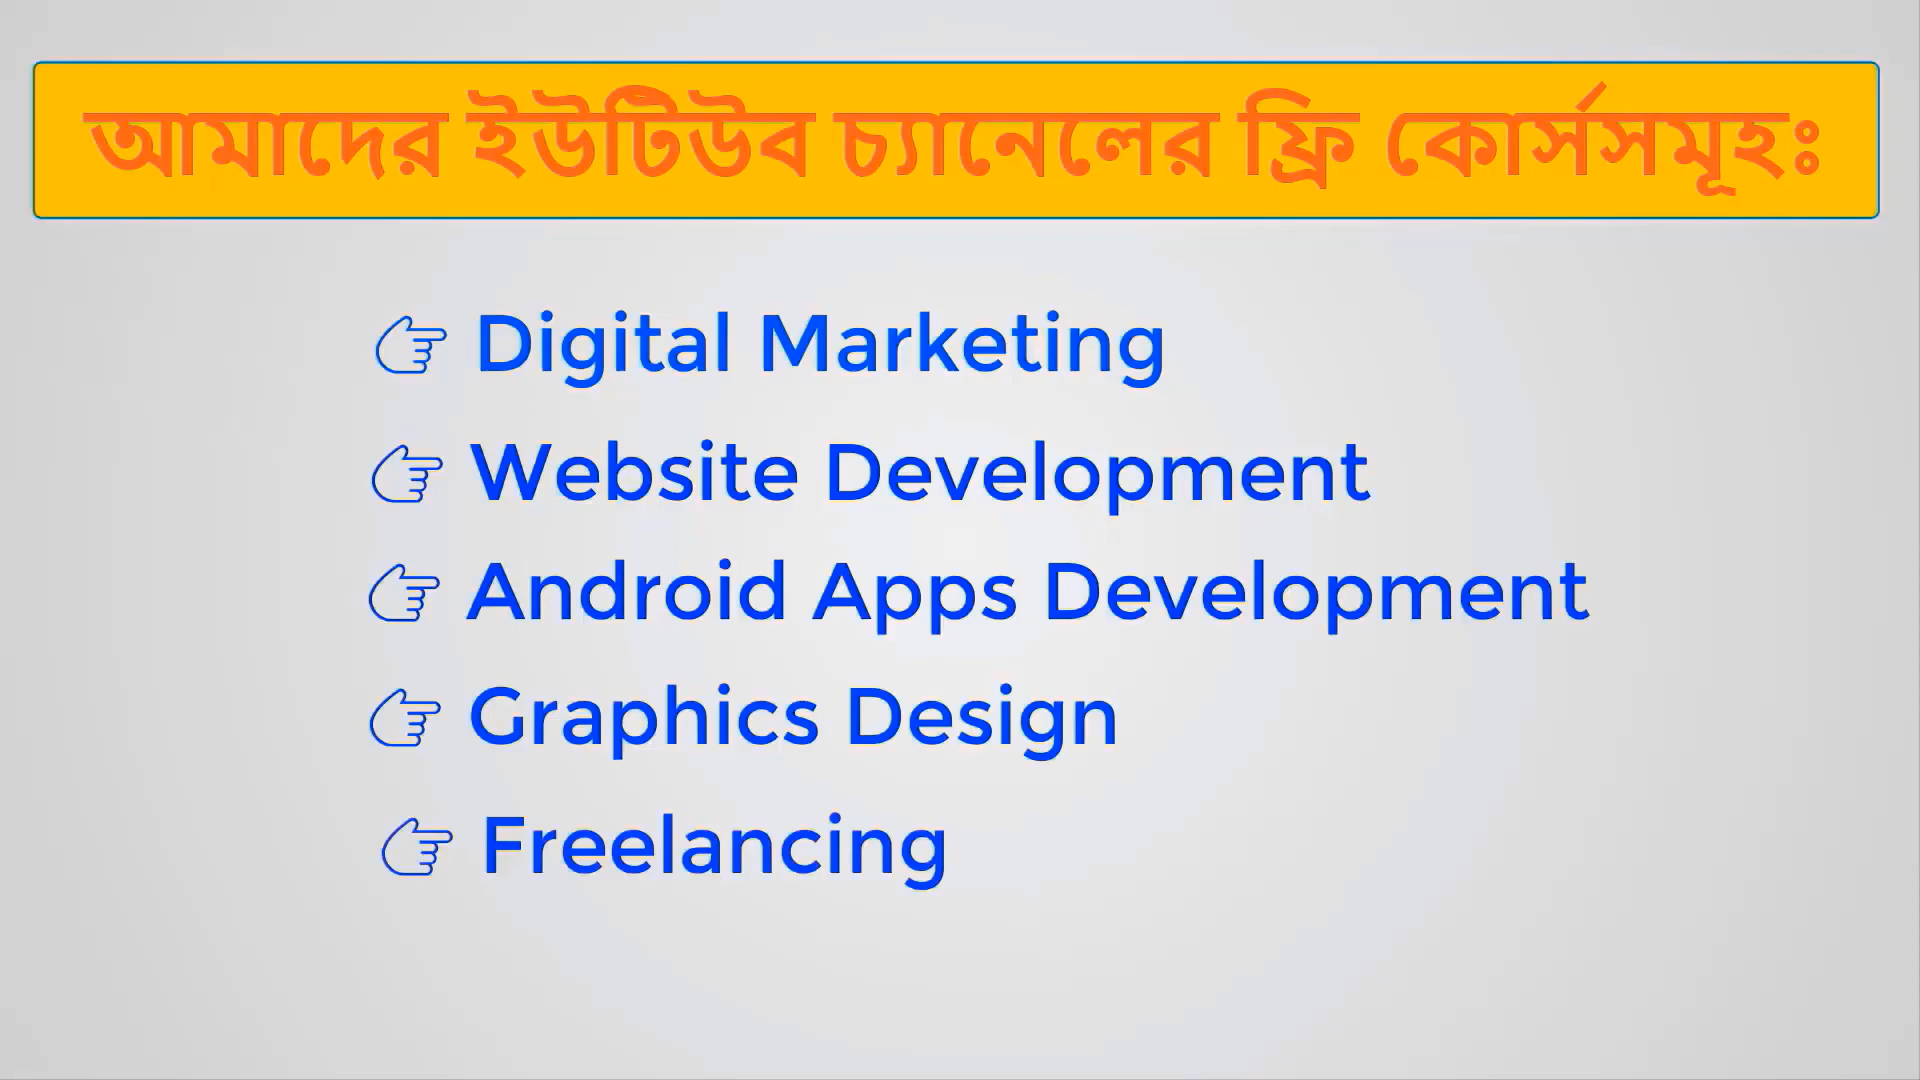 আমাদের ইউটিউব চ্যানেলের ফ্রি কোর্সসমূহঃ
Digital Marketing
Website Development
Android Apps Development
Graphics Design
Freelancing